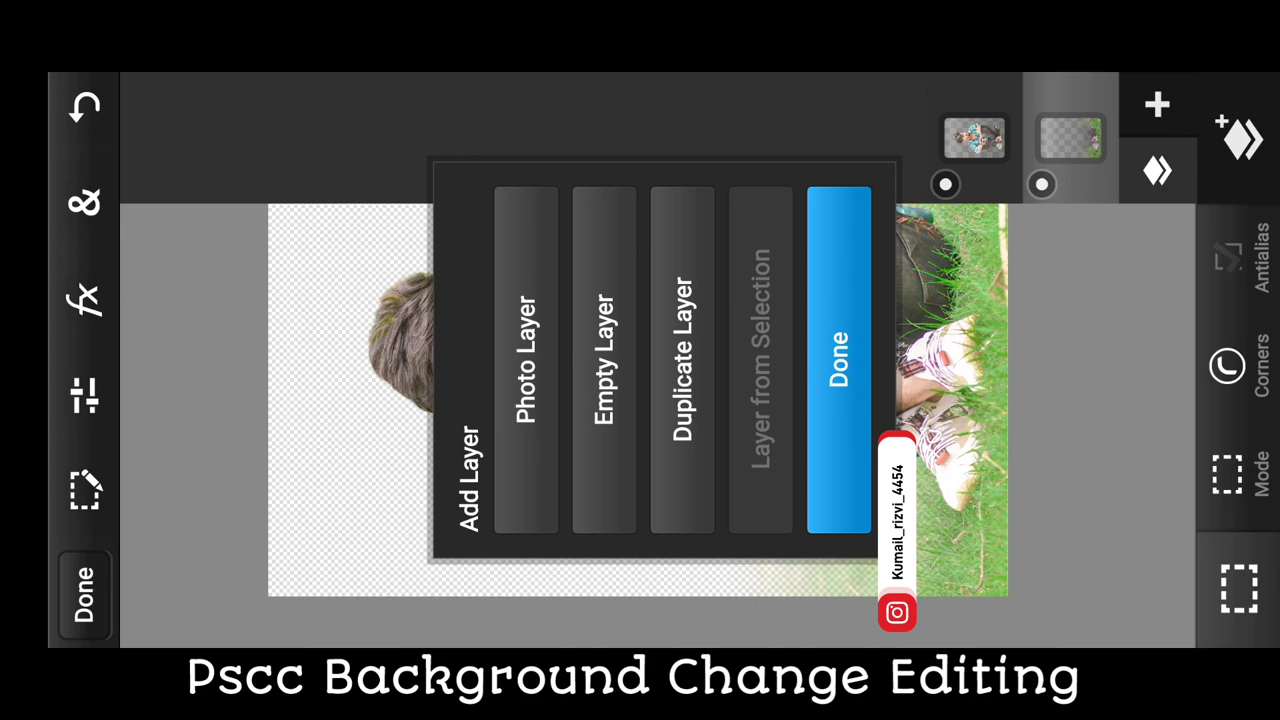 Done
fx
&
Add Layer
Photo Layer
Empty Layer
Duplicate Layer
Layer from Selection
Done
Kumail_rizvi_4454
Mode
Corners
Antialias
Pscc Background Change Editing